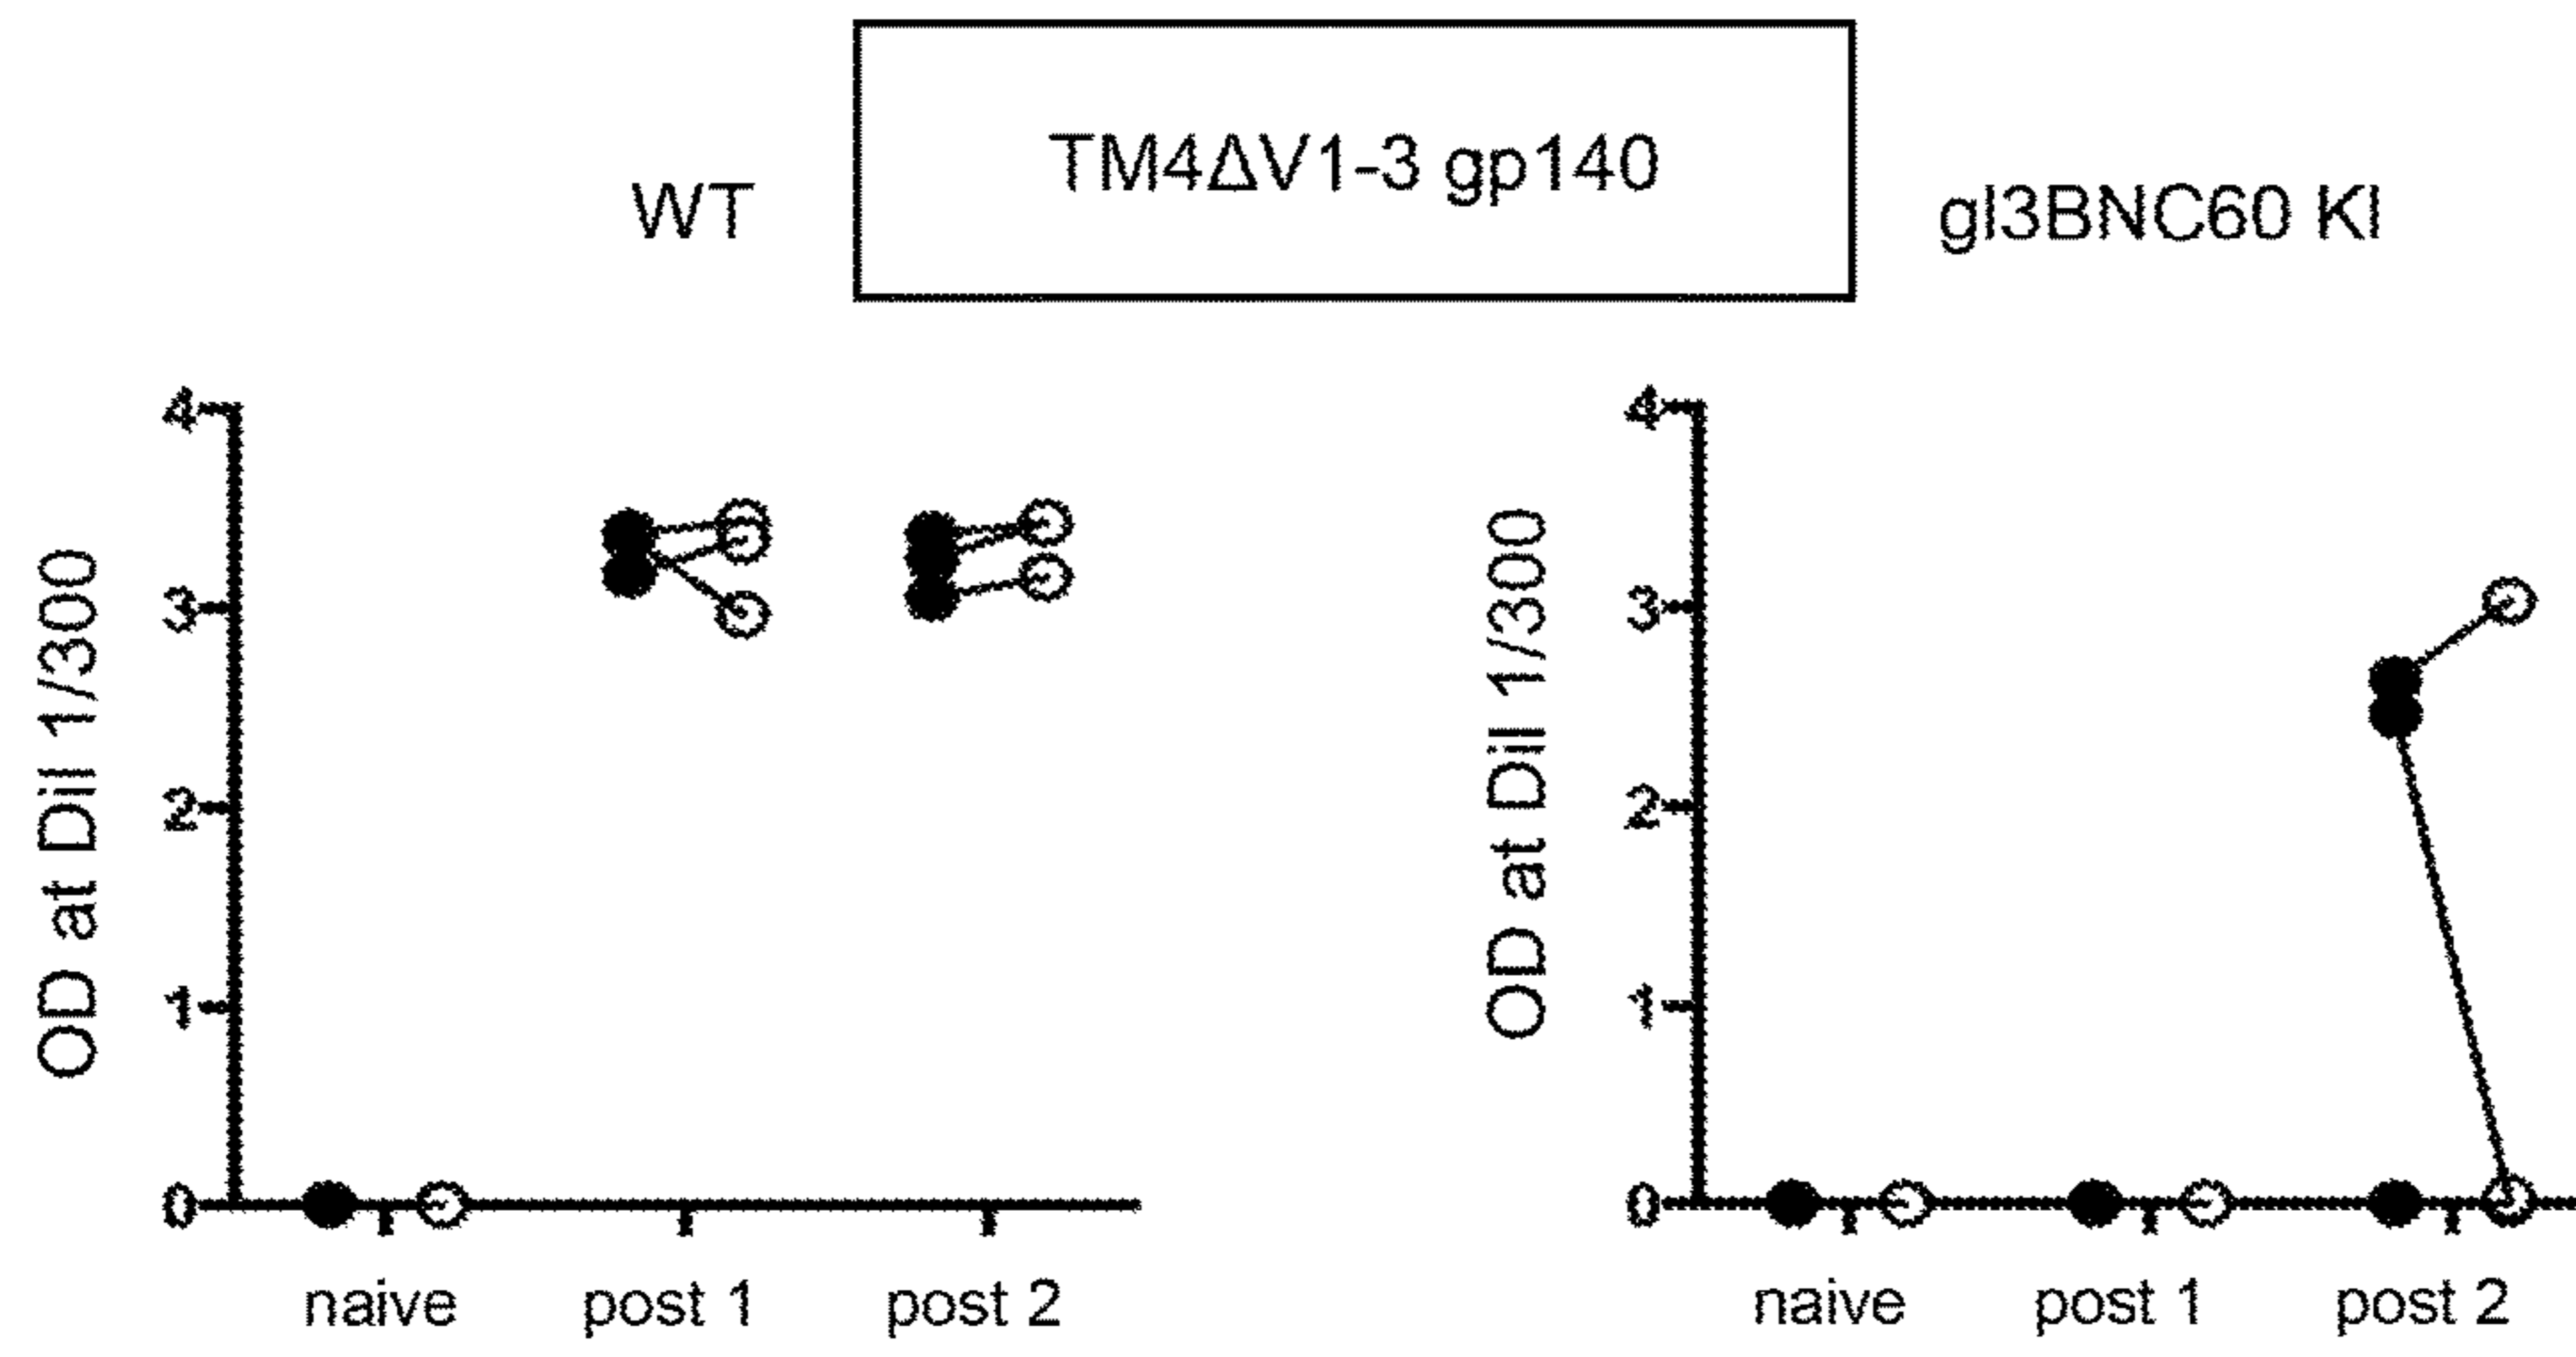 TM4ΔV1-3 gp140
WT
gl3BNC60 KI
OD at Dil 1/300
4
3
2
1
0
naive post 1 post 2
OD at Dil 1/300
4
3
2
1
0
naive post 1 post 2